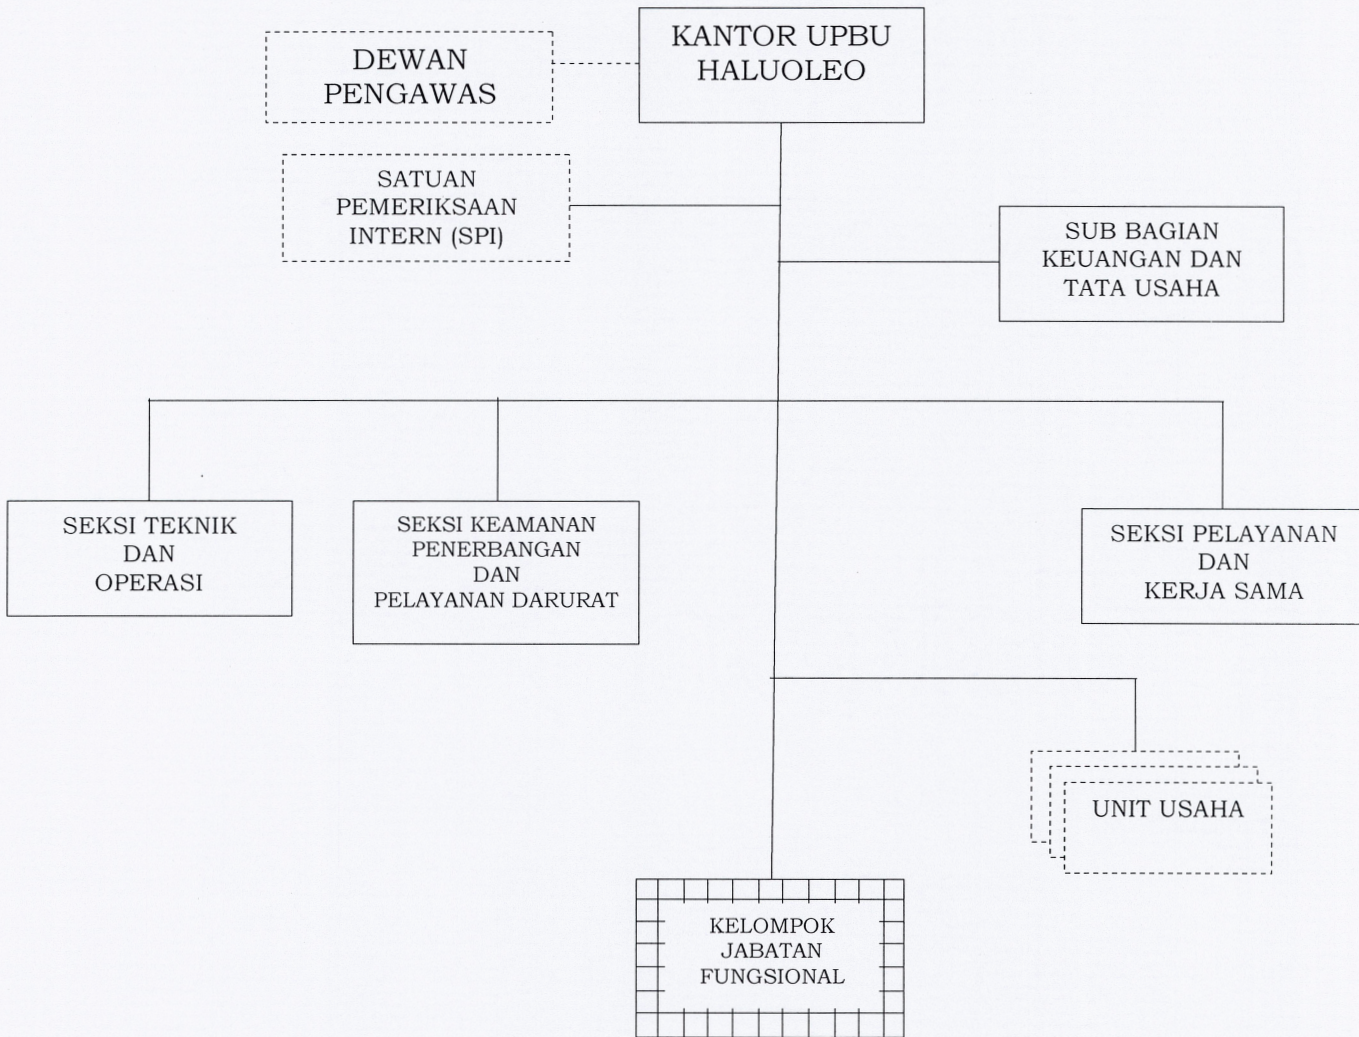 KANTOR UPBU
HALUOLEO
DEWAN
PENGAWAS
SATUAN
PEMERIKSAAN
INTERN (SPI)
SUB BAGIAN
KEUANGAN DAN
TATA USAHA
SEKSI TEKNIK
DAN
OPERASI
SEKSI KEAMANAN
PENERBANGAN
DAN
PELAYANAN DARURAT
SEKSI PELAYANAN
DAN
KERJA SAMA
UNIT USAHA
KELOMPOK
JABATAN
FUNGSIONAL